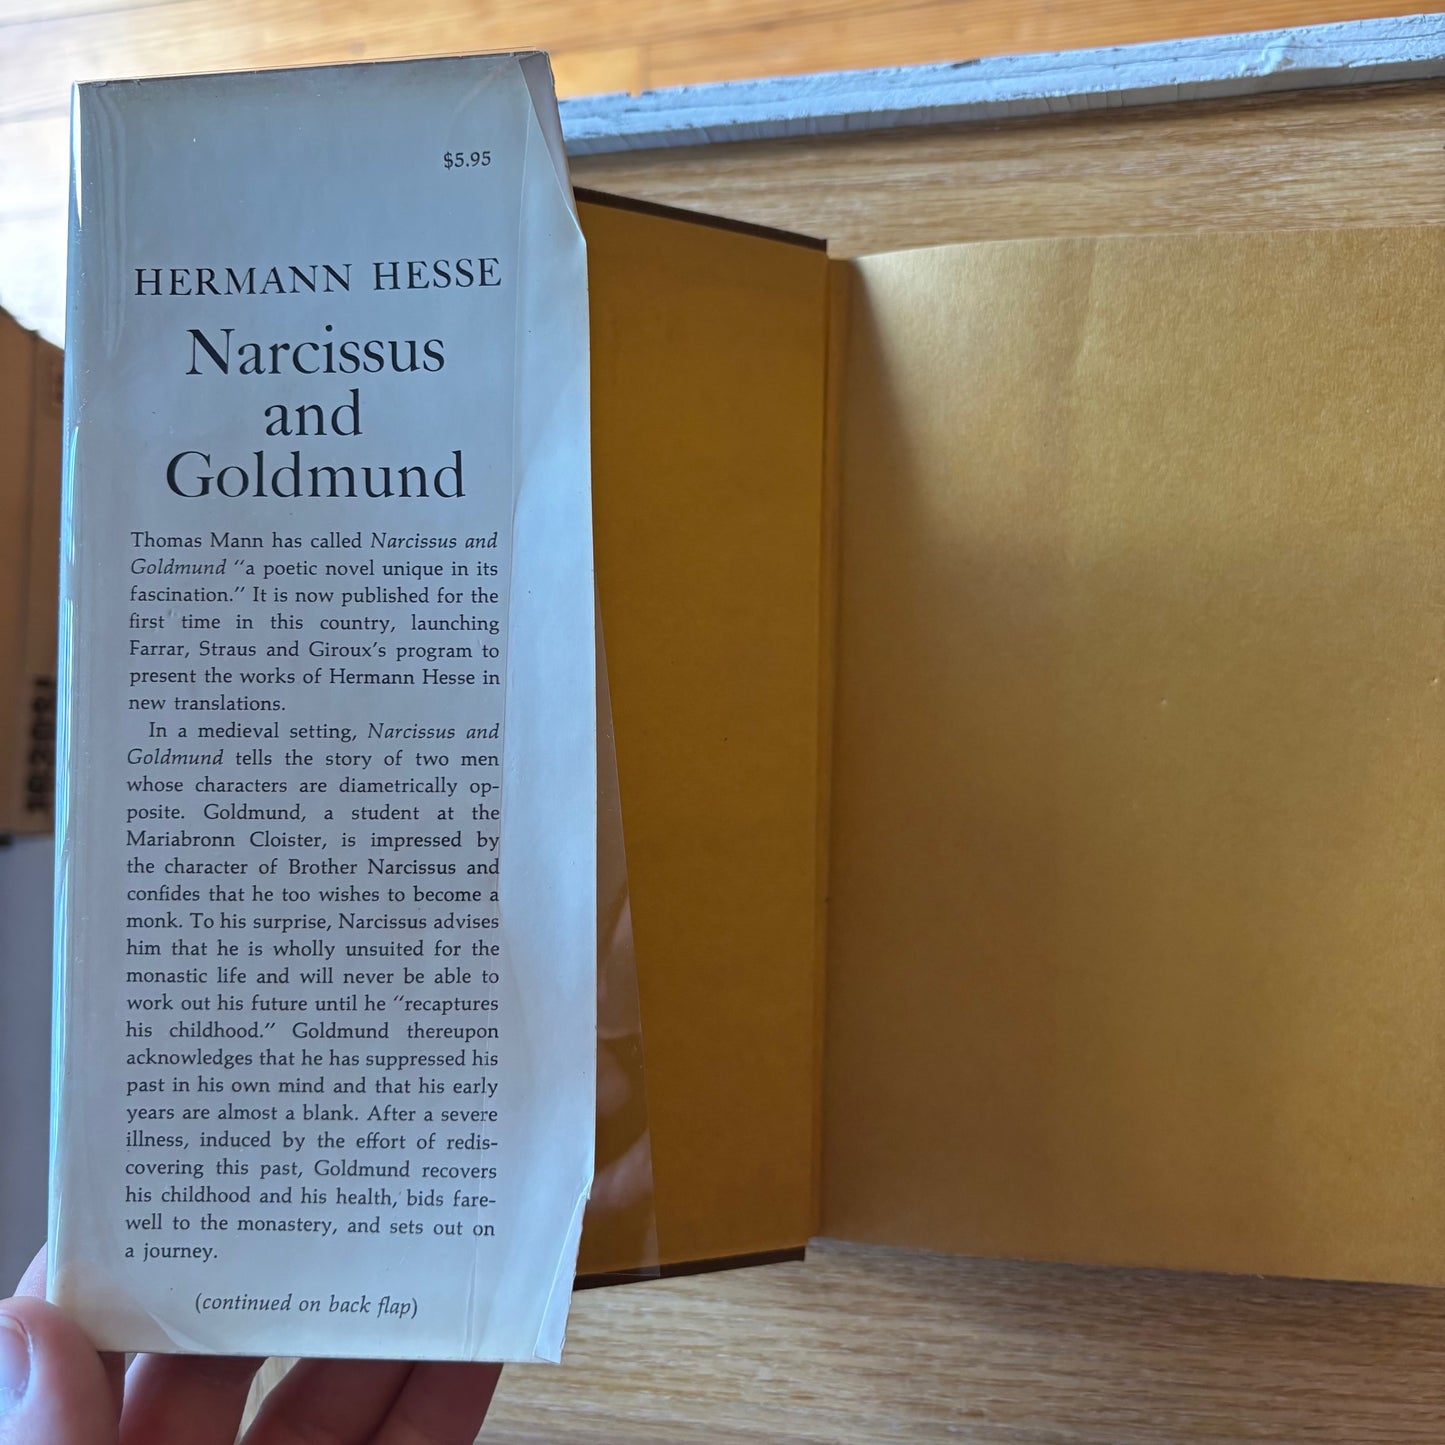 $5.95
HERMANN HESSE
Narcissus
and
Goldmund
Thomas Mann has called Narcissus and
Goldmund “a poetic novel unique in its
fascination.” It is now published for the
first time in this country, launching
Farrar, Straus and Giroux’s program to
present the works of Hermann Hesse in
new translations.
In a medieval setting, Narcissus and
Goldmund tells the story of two men
whose characters are diametrically op-
posite. Goldmund, a student at the
Mariabronn Cloister, is impressed by
the character of Brother Narcissus and
confides that he too wishes to become a
monk. To his surprise, Narcissus advises
him that he is wholly unsuited for the
monastic life and will never be able to
work out his future until he “recaptures
his childhood.” Goldmund thereupon
acknowledges that he has suppressed his
past in his own mind and that his early
years are almost a blank. After a severe
illness, induced by the effort of redis-
covering this past, Goldmund recovers
his childhood and his health, bids fare-
well to the monastery, and sets out on
a journey.
(continued on back flap)